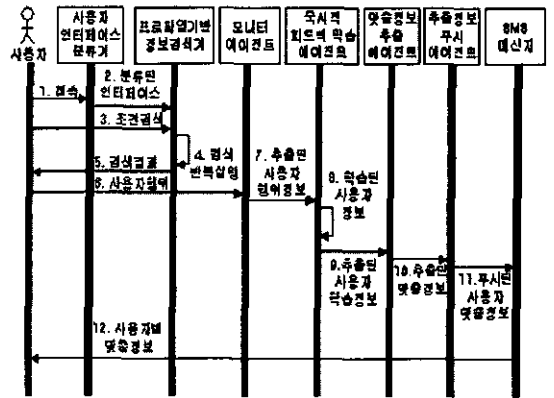 사용자
사용자
인터페이스
분류기
프로파일기반
정보검색기
모니터
에이전트
국시적
피드백 학습
에이전트
맞춤정보
추출
에이전트
추출정보
푸시
에이전트
SMS
메신저
1. 접속
2. 분류된
인터페이스
3. 조건검색
4. 검색
반복실행
5. 검색결과
6. 사용자행위
7. 추출된
사용자
행위정보
8. 학습된
사용자
정보
9. 추출된
사용자
학습정보
10. 추출된
맞춤정보
11. 푸시된
사용자
맞춤정보
12. 사용자별
맞춤정보